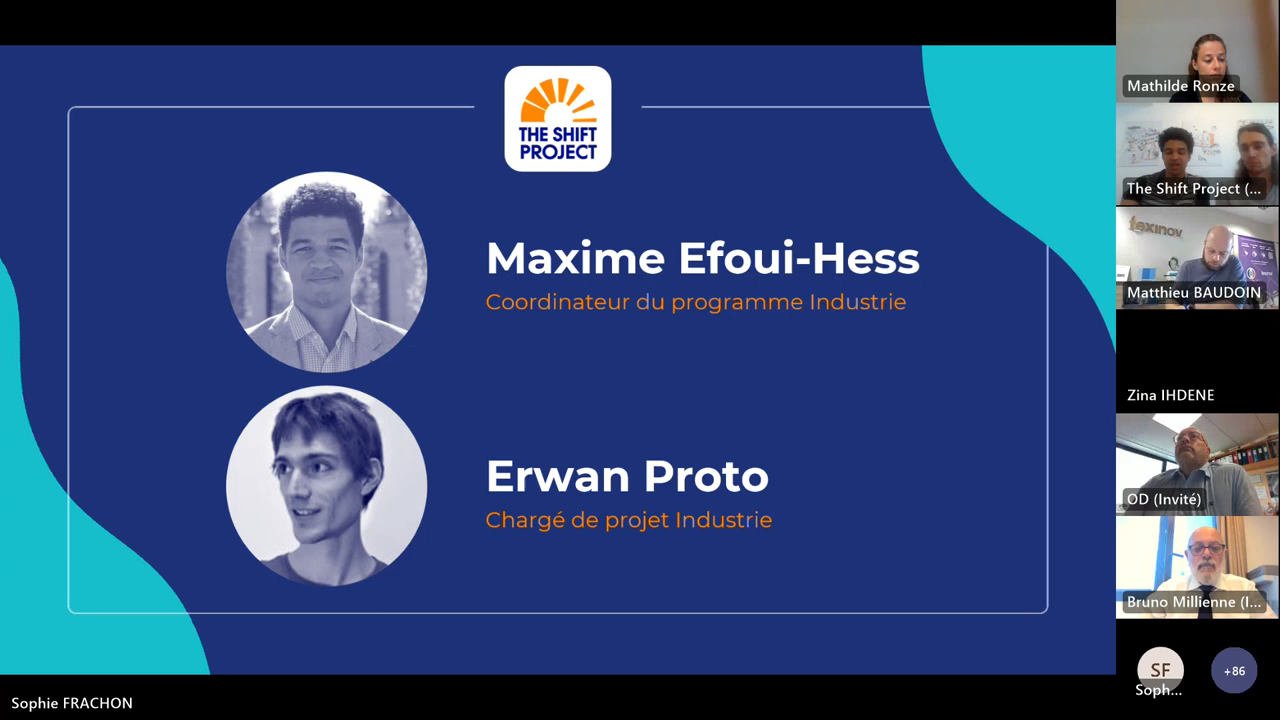 THE SHIFT
PROJECT
Maxime Efoui-Hess
Coordinateur du programme Industrie
Erwan Proto
Chargé de projet Industrie
Mathilde Ronze
The Shift Project (...
texinov
Matthieu BAUDOIN
Zina IHDENE
OD (Invité)
Bruno Millienne (I...
SF
Soph...
+86
Sophie FRACHON